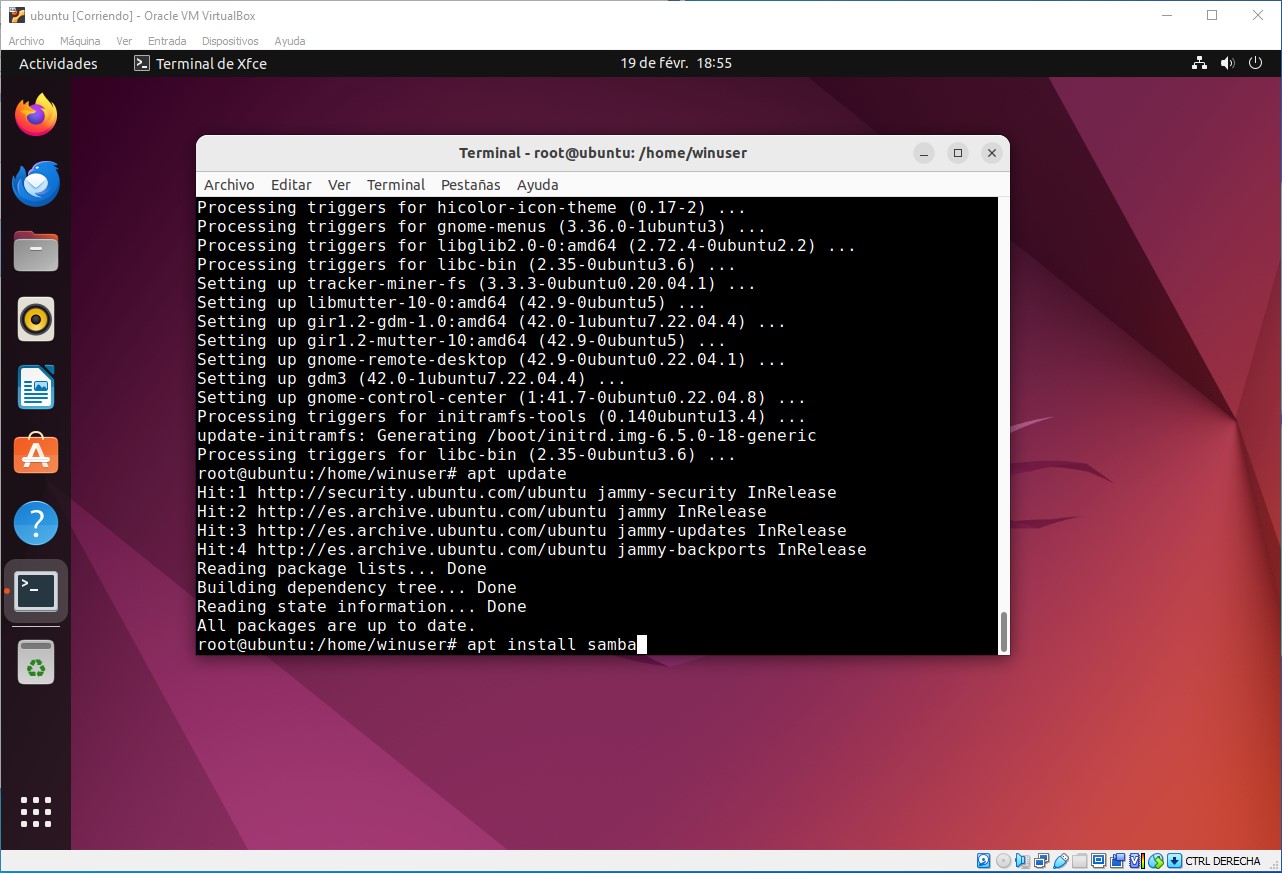 ubuntu [Corriendo] - Oracle VM VirtualBox
Archivo Máquina Ver Entrada Dispositivos Ayuda
Actividades Terminal de Xfce 19 de févr. 18:55
Terminal - root@ubuntu: /home/winuser
Archivo Editar Ver Terminal Pestañas Ayuda
Processing triggers for hicolor-icon-theme (0.17-2) ...
Processing triggers for gnome-menus (3.36.0-1ubuntu3) ...
Processing triggers for libglib2.0-0:amd64 (2.72.4-0ubuntu2.2) ...
Processing triggers for libc-bin (2.35-0ubuntu3.6) ...
Setting up tracker-miner-fs (3.3.3-0ubuntu0.20.04.1) ...
Setting up libmutter-10-0:amd64 (42.9-0ubuntu5) ...
Setting up gir1.2-gdm-1.0:amd64 (42.0-1ubuntu7.22.04.4) ...
Setting up gir1.2-mutter-10:amd64 (42.9-0ubuntu5) ...
Setting up gnome-remote-desktop (42.9-0ubuntu0.22.04.1) ...
Setting up gdm3 (42.0-1ubuntu7.22.04.4) ...
Setting up gnome-control-center (1:41.7-0ubuntu0.22.04.8) ...
Processing triggers for initramfs-tools (0.140ubuntu13.4) ...
update-initramfs: Generating /boot/initrd.img-6.5.0-18-generic
Processing triggers for libc-bin (2.35-0ubuntu3.6) ...
root@ubuntu:/home/winuser# apt update
Hit:1 http://security.ubuntu.com/ubuntu jammy-security InRelease
Hit:2 http://es.archive.ubuntu.com/ubuntu jammy InRelease
Hit:3 http://es.archive.ubuntu.com/ubuntu jammy-updates InRelease
Hit:4 http://es.archive.ubuntu.com/ubuntu jammy-backports InRelease
Reading package lists... Done
Building dependency tree... Done
Reading state information... Done
All packages are up to date.
root@ubuntu:/home/winuser# apt install samba
CTRL DERECHA